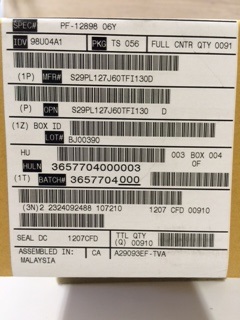 SPEC# PF-12898 06Y
IDV 98U04A1 PKG TS 056 FULL CNTR QTY 0091
(1P) MFR# S29PL127J60TFI130D
(P) OPN S29PL127J60TFI130 D
(1Z) BOX ID
LOT# BJ00390
HU 003 BOX 004
OF
HULN 3657704000003
(1T) BATCH# 3657704000
(3N)2 2324092488 107210 1207 CFD 00910
SEAL DC 1207CFD TTL QTY
(Q) 00910
ASSEMBLED IN: CA A29093EF-TVA
MALAYSIA